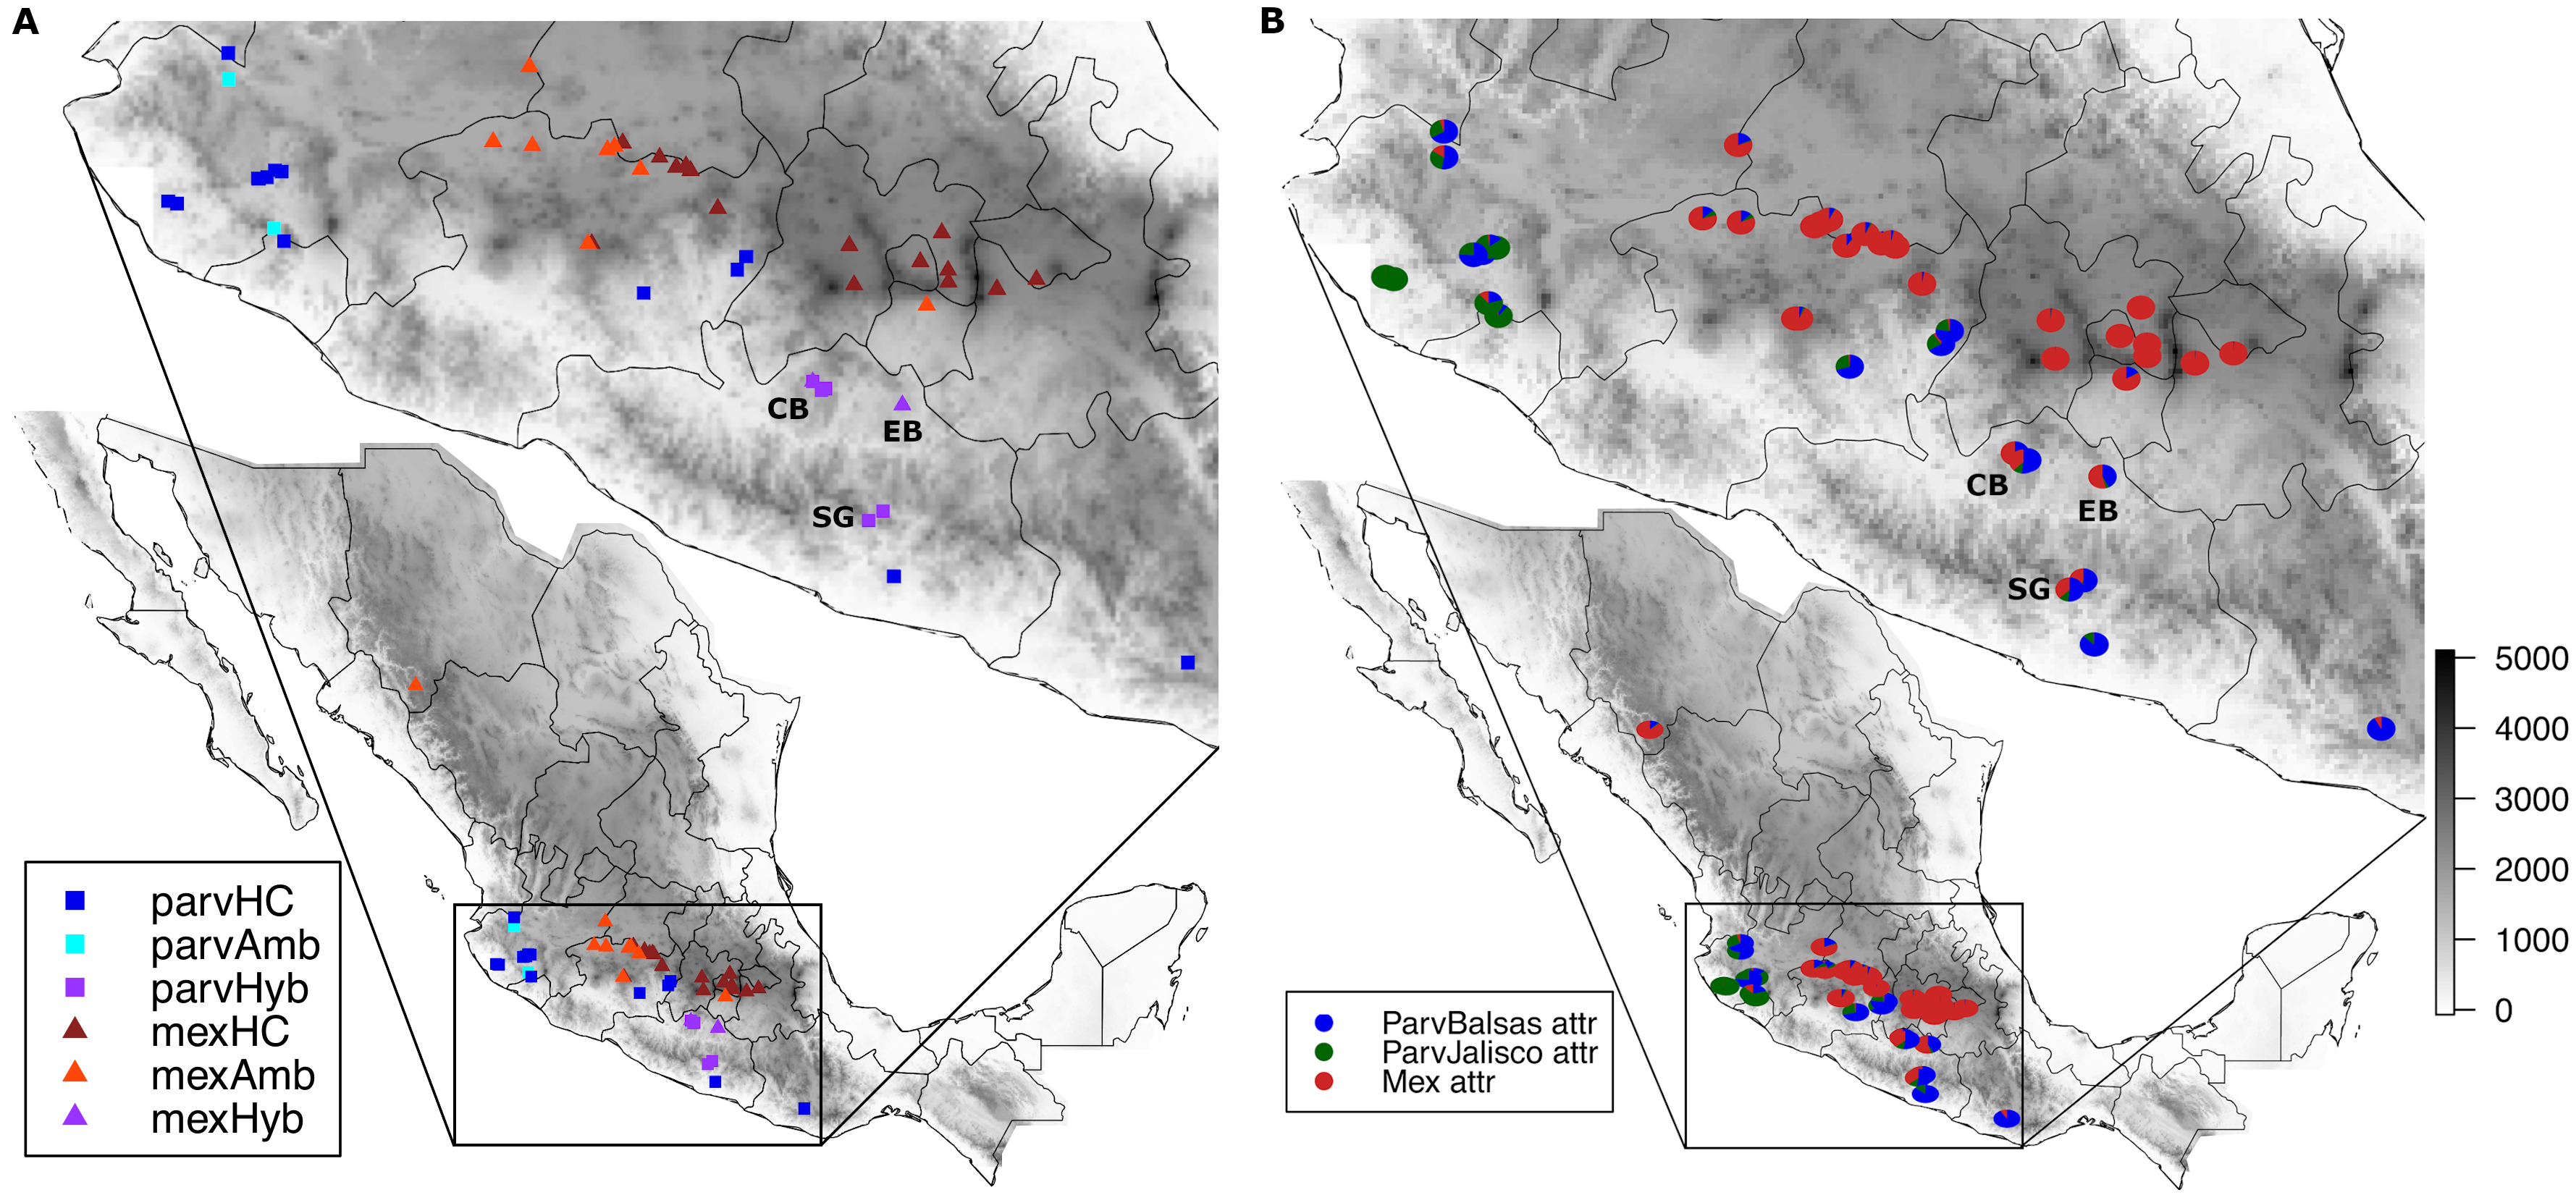 A
CB
EB
SG
parvHC
parvAmb
parvHyb
mexHC
mexAmb
mexHyb
B
CB
EB
SG
ParvBalsas attr
ParvJalisco attr
Mex attr
5000
4000
3000
2000
1000
0